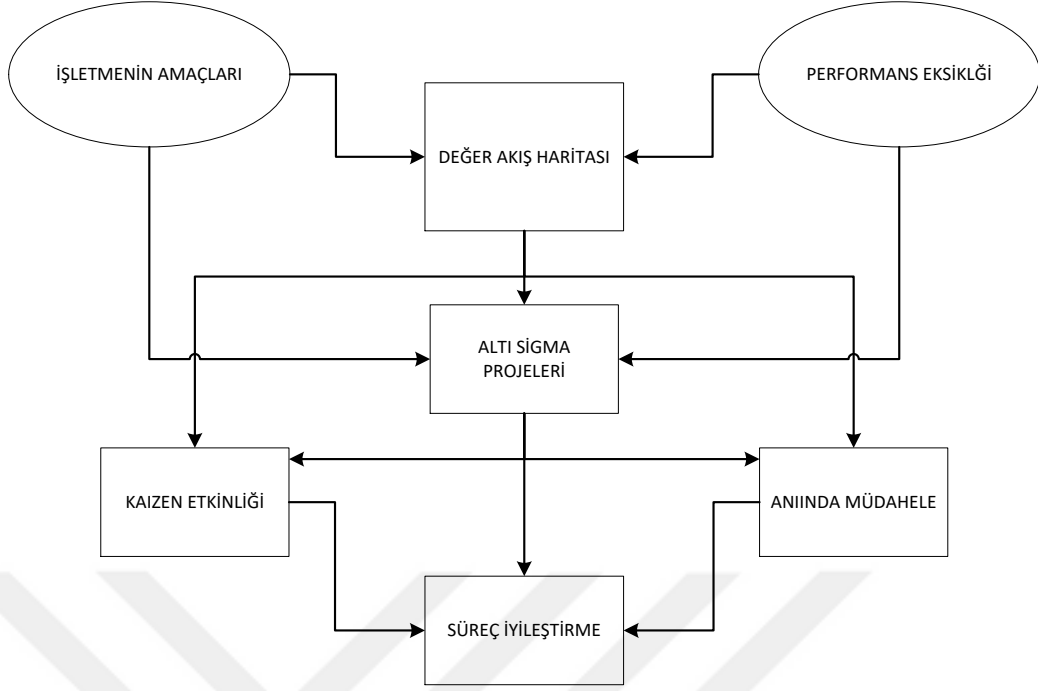 İŞLETMENİN AMAÇLARI
PERFORMANS EKSİKLĞİ
DEĞER AKIŞ HARİTASI
ALTI SİGMA
PROJELERİ
KAIZEN ETKİNLİĞİ
ANIINDA MÜDAHELE
SÜREÇ İYİLEŞTİRME